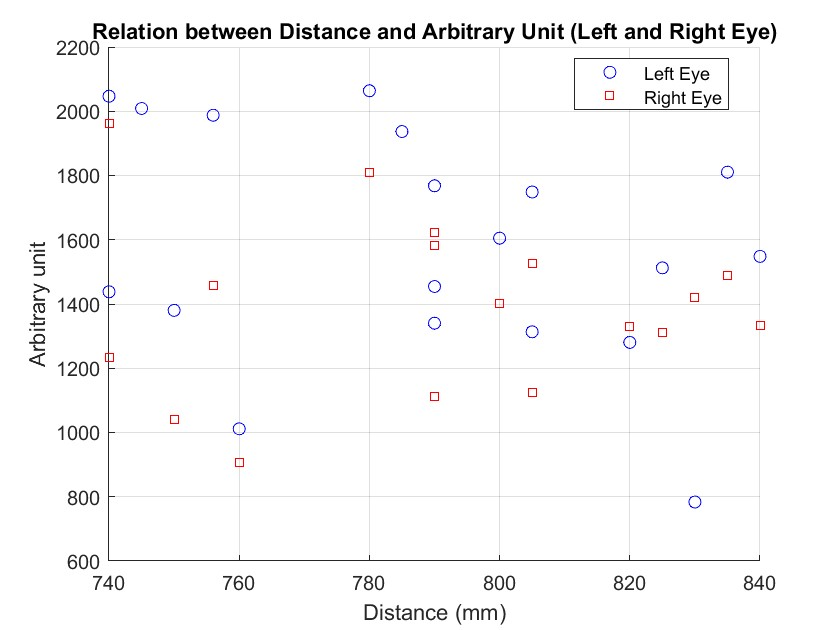 Relation between Distance and Arbitrary Unit (Left and Right Eye)
Left Eye
Right Eye
2200
2000
1800
1600
1400
1200
1000
800
600
Arbitrary unit
740 760 780 800 820 840
Distance (mm)